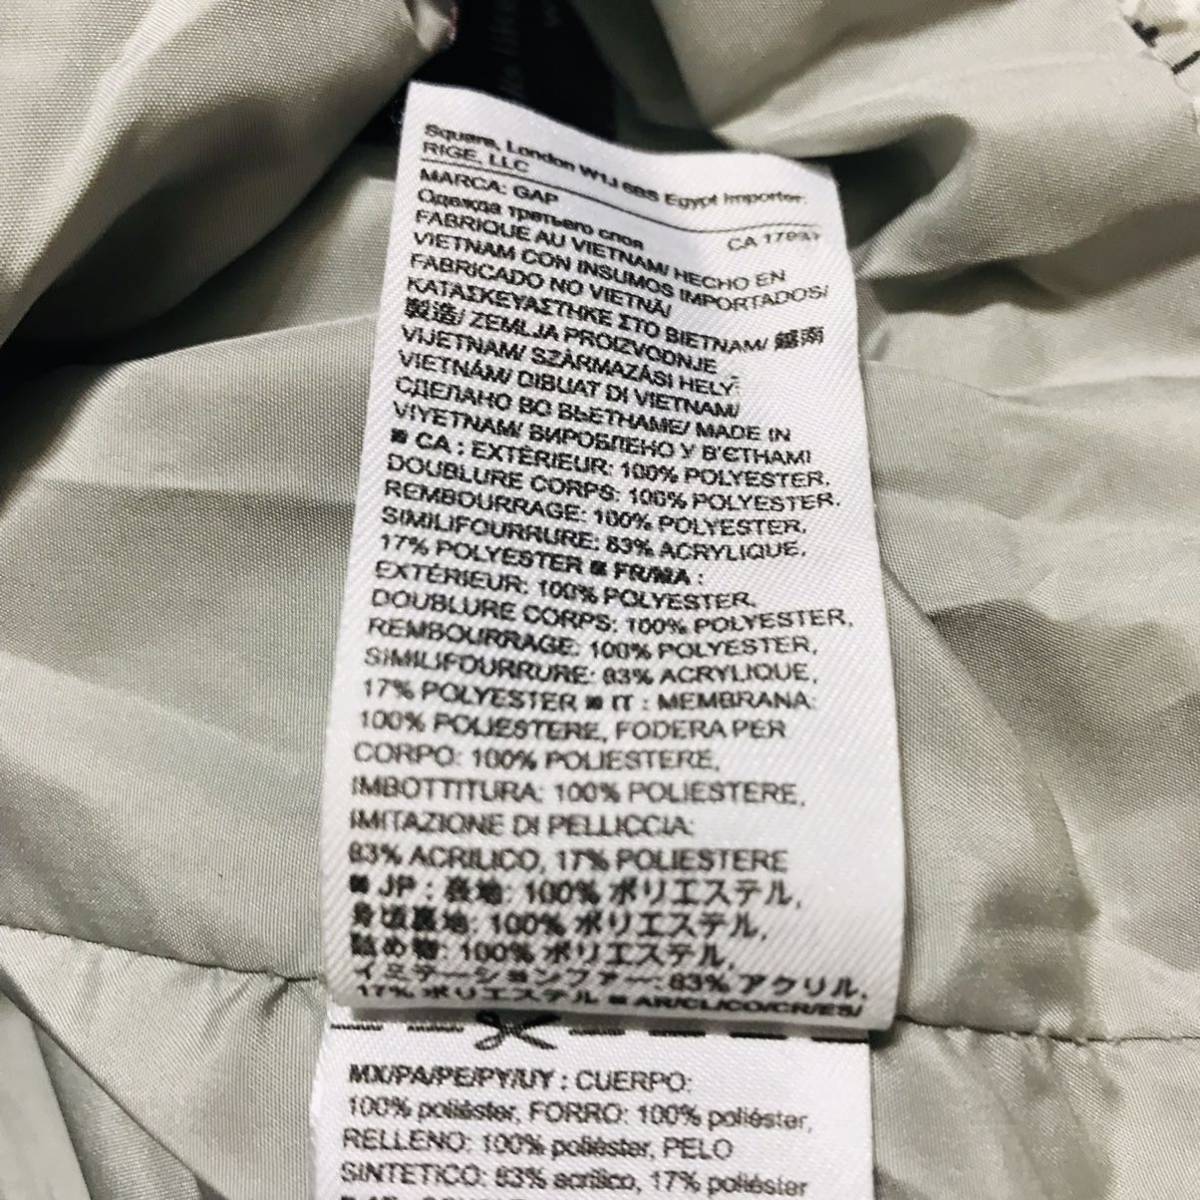 Square, London W1J 6BS Egypt Importer:
RIGE, LLC
MARCA: GAP
Одежда третьего слоя CA
FABRIQUÉ AU VIETNAM/ HECHO EN
VIETNAM CON INSUMOS IMPORTADOS/
FABRICADO NO VIETNÃ/
ΚΑΤΑΣΚΕΥΑΣΤΗΚΕ ΣΤΟ ΒΙΕΤΝΑΜ/ 越南
製造/ ZEMLJA PROIZVODNJE
VIJETNAM/ SZÁRMAZÁSI HELY:
VIETNÁM/ DIBUAT DI VIETNAM/
СДЕЛАНО ВО ВЬЕТНАМЕ/ MADE IN
VIYETNAM/ ВИРОБЛЕНО У В'ЄТНАМІ
■ CA : EXTÉRIEUR: 100% POLYESTER,
DOUBLURE CORPS: 100% POLYESTER,
REMBOURRAGE: 100% POLYESTER,
SIMILIFOURRURE: 83% ACRYLIQUE,
17% POLYESTER ■ FR/MA :
EXTÉRIEUR: 100% POLYESTER,
DOUBLURE CORPS: 100% POLYESTER,
REMBOURRAGE: 100% POLYESTER,
SIMILIFOURRURE: 83% ACRYLIQUE,
17% POLYESTER ■ IT : MEMBRANA:
100% POLIESTERE, FODERA PER
CORPO: 100% POLIESTERE,
IMBOTTITURA: 100% POLIESTERE,
IMITAZIONE DI PELLICCIA:
83% ACRILICO, 17% POLIESTERE
■ JP : 表地: 100% ポリエステル,
身頃裏地: 100% ポリエステル,
詰め物: 100% ポリエステル,
イミテーションファー: 83% アクリル,
17% ポリエステル ■ AR/CL/CO/CR/ES/
MX/PA/PE/PY/UY : CUERPO:
100% poliéster, FORRO: 100% poliéster,
RELLENO: 100% poliéster, PELO
SINTETICO: 83% acrilico, 17% poliéster